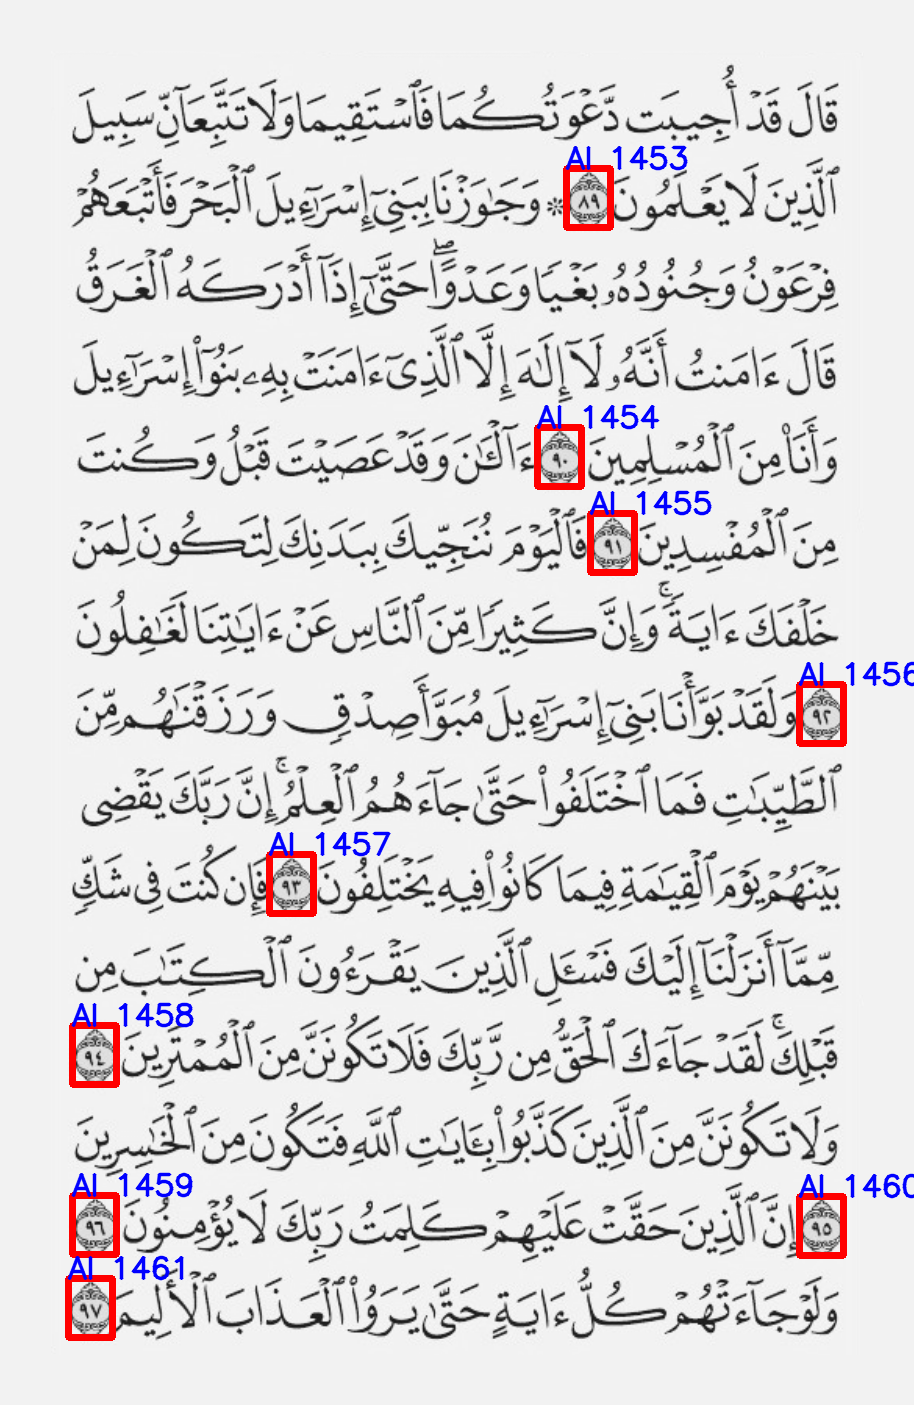 AI 1453
AI 1454
AI 1455
AI 1456
AI 1457
AI 1458
AI 1459
AI 1460
AI 1461
قَالَ قَدْ أُجِيبَت دَّعْوَتُكُمَا فَٱسْتَقِيمَا وَلَا تَتَّبِعَآنِّ سَبِيلَ
ٱلَّذِينَ لَا يَعْلَمُونَ ٨٩ ۞ وَجَٰوَزْنَا بِبَنِىٓ إِسْرَٰٓءِيلَ ٱلْبَحْرَ فَأَتْبَعَهُمْ
فِرْعَوْنُ وَجُنُودُهُۥ بَغْيًا وَعَدْوًا ۖ حَتَّىٰٓ إِذَآ أَدْرَكَهُ ٱلْغَرَقُ
قَالَ ءَامَنتُ أَنَّهُۥ لَآ إِلَٰهَ إِلَّا ٱلَّذِىٓ ءَامَنَتْ بِهِۦ بَنُوٓا۟ إِسْرَٰٓءِيلَ
وَأَنَا۠ مِنَ ٱلْمُسْلِمِينَ ٩٠ ءَآلْـَٰٔنَ وَقَدْ عَصَيْتَ قَبْلُ وَكُنتَ
مِنَ ٱلْمُفْسِدِينَ ٩١ فَٱلْيَوْمَ نُنَجِّيكَ بِبَدَنِكَ لِتَكُونَ لِمَنْ
خَلْفَكَ ءَايَةً ۚ وَإِنَّ كَثِيرًا مِّنَ ٱلنَّاسِ عَنْ ءَايَٰتِنَا لَغَٰفِلُونَ
٩٢ وَلَقَدْ بَوَّأْنَا بَنِىٓ إِسْرَٰٓءِيلَ مُبَوَّأَ صِدْقٍ وَرَزَقْنَٰهُم مِّنَ
ٱلطَّيِّبَٰتِ فَمَا ٱخْتَلَفُوا۟ حَتَّىٰ جَآءَهُمُ ٱلْعِلْمُ ۚ إِنَّ رَبَّكَ يَقْضِى
بَيْنَهُمْ يَوْمَ ٱلْقِيَٰمَةِ فِيمَا كَانُوا۟ فِيهِ يَخْتَلِفُونَ ٩٣ فَإِن كُنتَ فِى شَكٍّ
مِّمَّآ أَنزَلْنَآ إِلَيْكَ فَسْـَٔلِ ٱلَّذِينَ يَقْرَءُونَ ٱلْكِتَٰبَ مِن
قَبْلِكَ ۚ لَقَدْ جَآءَكَ ٱلْحَقُّ مِن رَّبِّكَ فَلَا تَكُونَنَّ مِنَ ٱلْمُمْتَرِينَ ٩٤
وَلَا تَكُونَنَّ مِنَ ٱلَّذِينَ كَذَّبُوا۟ بِـَٔايَٰتِ ٱللَّهِ فَتَكُونَ مِنَ ٱلْخَٰسِرِينَ
٩٥ إِنَّ ٱلَّذِينَ حَقَّتْ عَلَيْهِمْ كَلِمَتُ رَبِّكَ لَا يُؤْمِنُونَ ٩٦
وَلَوْ جَآءَتْهُمْ كُلُّ ءَايَةٍ حَتَّىٰ يَرَوُا۟ ٱلْعَذَابَ ٱلْأَلِيمَ ٩٧